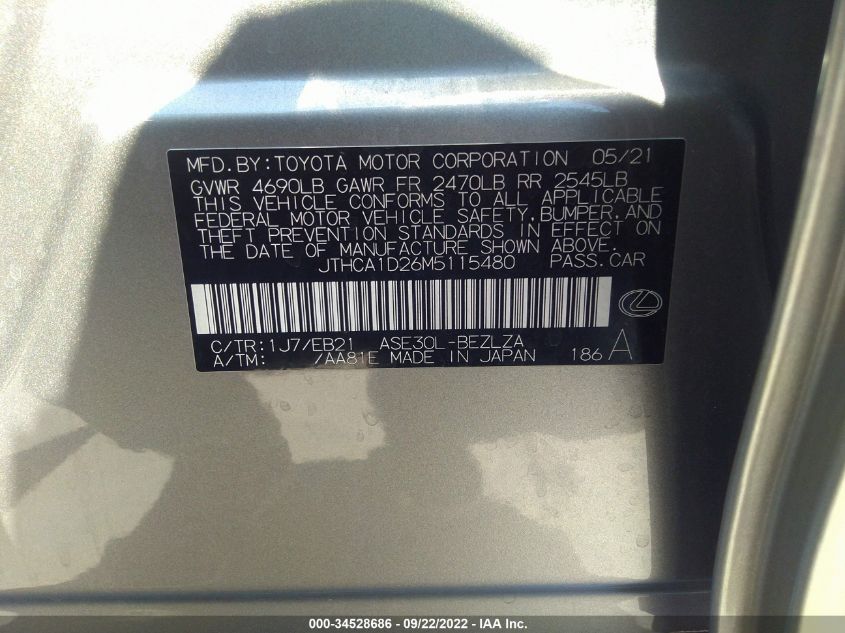 MFD.BY:TOYOTA MOTOR CORPORATION 05/21
GVWR 4690LB GAWR FR 2470LB RR 2545LB
THIS VEHICLE CONFORMS TO ALL APPLICABLE
FEDERAL MOTOR VEHICLE SAFETY,BUMPER,AND
THEFT PREVENTION STANDARDS IN EFFECT ON
THE DATE OF MANUFACTURE SHOWN ABOVE.
JTHCA1D26M5115480 PASS.CAR
C/TR:1J7/EB21 ASE30L-BEZLZA
A/TM: /AA81E MADE IN JAPAN 186 A
000-34528686 - 09/22/2022 - IAA Inc.